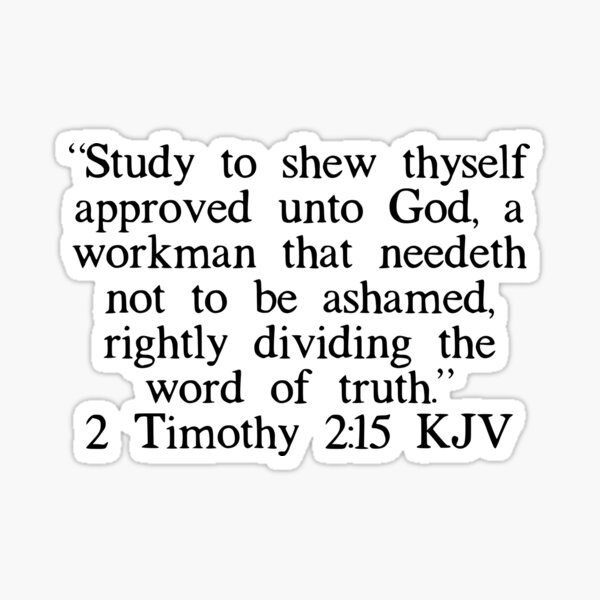 “Study to shew thyself
approved unto God, a
workman that needeth
not to be ashamed,
rightly dividing the
word of truth.”
2 Timothy 2:15 KJV